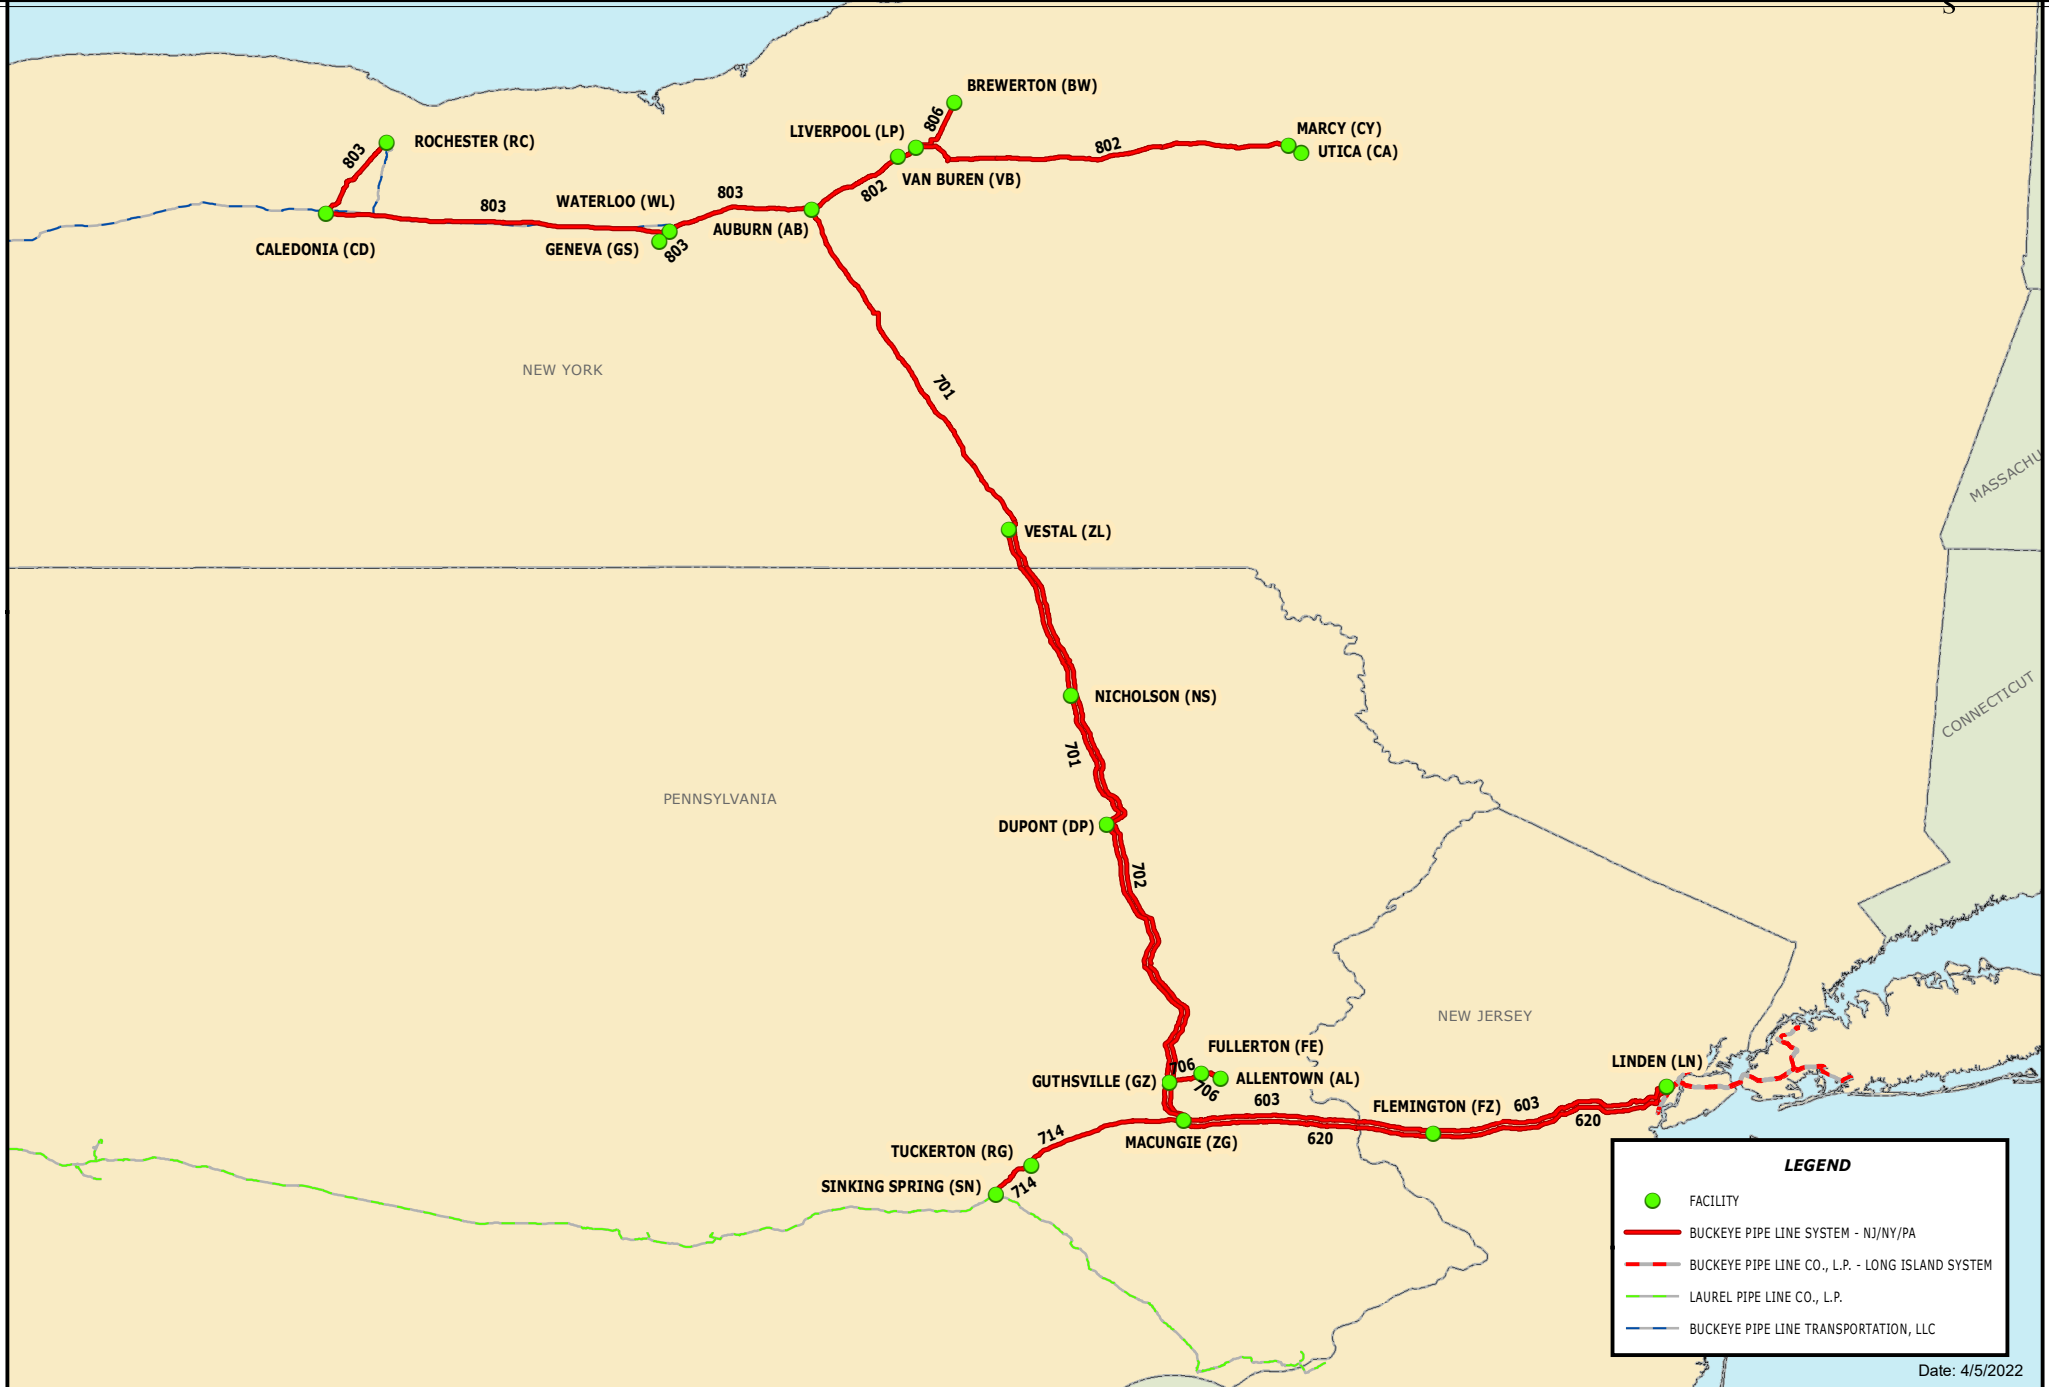 S
BREWERTON (BW)
806
LIVERPOOL (LP)
MARCY (CY)
ROCHESTER (RC)
802
UTICA (CA)
803
VAN BUREN (VB)
802
803
WATERLOO (WL)
803
AUBURN (AB)
CALEDONIA (CD)
GENEVA (GS)
803
NEW YORK
701
MASSACHU
VESTAL (ZL)
NICHOLSON (NS)
CONNECTICUT
701
PENNSYLVANIA
DUPONT (DP)
702
NEW JERSEY
FULLERTON (FE)
LINDEN (LN)
706
GUTHSVILLE (GZ)
ALLENTOWN (AL)
706
603
FLEMINGTON (FZ)
603
620
714
MACUNGIE (ZG)
620
TUCKERTON (RG)
SINKING SPRING (SN)
714
LEGEND
FACILITY
BUCKEYE PIPE LINE SYSTEM - NJ/NY/PA
BUCKEYE PIPE LINE CO., L.P. - LONG ISLAND SYSTEM
LAUREL PIPE LINE CO., L.P.
BUCKEYE PIPE LINE TRANSPORTATION, LLC
Date: 4/5/2022